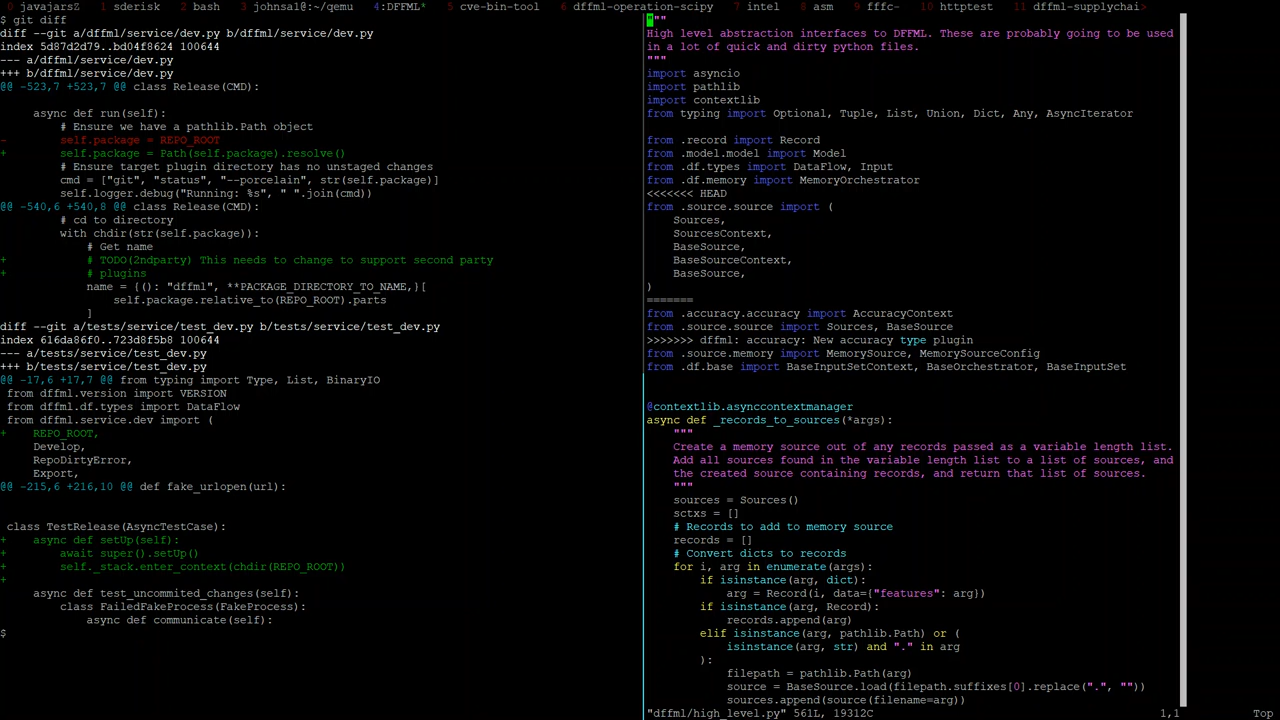 0 javajarsZ  1 sderisk  2 bash  3 johnsal@:~/qemu  4:DFFML*  5 cve-bin-tool  6 dffml-operation-scipy  7 intel  8 asm  9 fffc-  10 httptest  11 dffml-supplychai>
$ git diff
diff --git a/dffml/service/dev.py b/dffml/service/dev.py
index 5d87d2d79..bd04f8624 100644
--- a/dffml/service/dev.py
+++ b/dffml/service/dev.py
@@ -523,7 +523,7 @@ class Release(CMD):

     async def run(self):
         # Ensure we have a pathlib.Path object
-        self.package = REPO_ROOT
+        self.package = Path(self.package).resolve()
         # Ensure target plugin directory has no unstaged changes
         cmd = ["git", "status", "--porcelain", str(self.package)]
         self.logger.debug("Running: %s", " ".join(cmd))
@@ -540,6 +540,8 @@ class Release(CMD):
         # cd to directory
         with chdir(str(self.package)):
             # Get name
+            # TODO(2ndparty) This needs to change to support second party
+            # plugins
             name = {(): "dffml", **PACKAGE_DIRECTORY_TO_NAME,}[
                 self.package.relative_to(REPO_ROOT).parts
             ]
diff --git a/tests/service/test_dev.py b/tests/service/test_dev.py
index 616da86f0..723d8f5b8 100644
--- a/tests/service/test_dev.py
+++ b/tests/service/test_dev.py
@@ -17,6 +17,7 @@ from typing import Type, List, BinaryIO
 from dffml.version import VERSION
 from dffml.df.types import DataFlow
 from dffml.service.dev import (
+    REPO_ROOT,
     Develop,
     RepoDirtyError,
     Export,
@@ -215,6 +216,10 @@ def fake_urlopen(url):

 class TestRelease(AsyncTestCase):
+    async def setUp(self):
+        await super().setUp()
+        self._stack.enter_context(chdir(REPO_ROOT))
+
     async def test_uncommited_changes(self):
         class FailedFakeProcess(FakeProcess):
             async def communicate(self):
$
"""
High level abstraction interfaces to DFFML. These are probably going to be used
in a lot of quick and dirty python files.
"""
import asyncio
import pathlib
import contextlib
from typing import Optional, Tuple, List, Union, Dict, Any, AsyncIterator

from .record import Record
from .model.model import Model
from .df.types import DataFlow, Input
from .df.memory import MemoryOrchestrator
<<<<<<< HEAD
from .source.source import (
    Sources,
    SourcesContext,
    BaseSource,
    BaseSourceContext,
    BaseSource,
)
=======
from .accuracy.accuracy import AccuracyContext
from .source.source import Sources, BaseSource
>>>>>>> dffml: accuracy: New accuracy type plugin
from .source.memory import MemorySource, MemorySourceConfig
from .df.base import BaseInputSetContext, BaseOrchestrator, BaseInputSet

@contextlib.asynccontextmanager
async def _records_to_sources(*args):
    """
    Create a memory source out of any records passed as a variable length list.
    Add all sources found in the variable length list to a list of sources, and
    the created source containing records, and return that list of sources.
    """
    sources = Sources()
    sctxs = []
    # Records to add to memory source
    records = []
    # Convert dicts to records
    for i, arg in enumerate(args):
        if isinstance(arg, dict):
            arg = Record(i, data={"features": arg})
        if isinstance(arg, Record):
            records.append(arg)
        elif isinstance(arg, pathlib.Path) or (
            isinstance(arg, str) and "." in arg
        ):
            filepath = pathlib.Path(arg)
            source = BaseSource.load(filepath.suffixes[0].replace(".", ""))
            sources.append(source(filename=arg))
"dffml/high_level.py" 561L, 19312C  1,1  Top